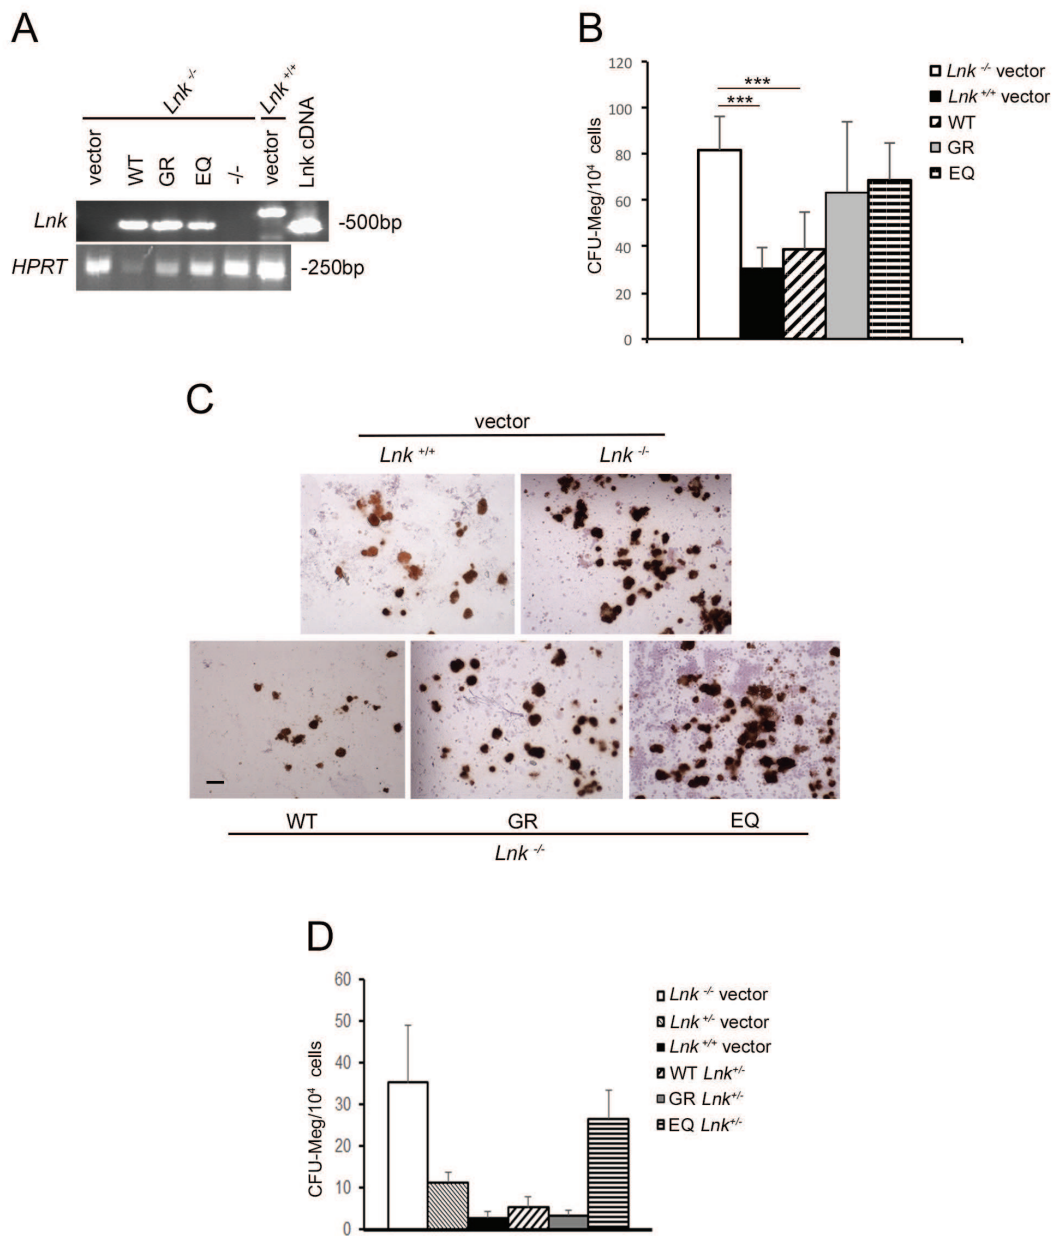 A
Lnk -/-
Lnk +/+
vector
WT
GR
EQ
-/-
vector
Lnk cDNA
Lnk
-500bp
HPRT
-250bp
B
CFU-Meg/10⁴ cells
120
100
80
60
40
20
0
***
***
Lnk -/- vector
Lnk +/+ vector
WT
GR
EQ
C
vector
Lnk +/+
Lnk -/-
WT
GR
EQ
Lnk -/-
D
CFU-Meg/10⁴ cells
60
50
40
30
20
10
0
Lnk -/- vector
Lnk +/- vector
Lnk +/+ vector
WT Lnk+/-
GR Lnk+/-
EQ Lnk+/-